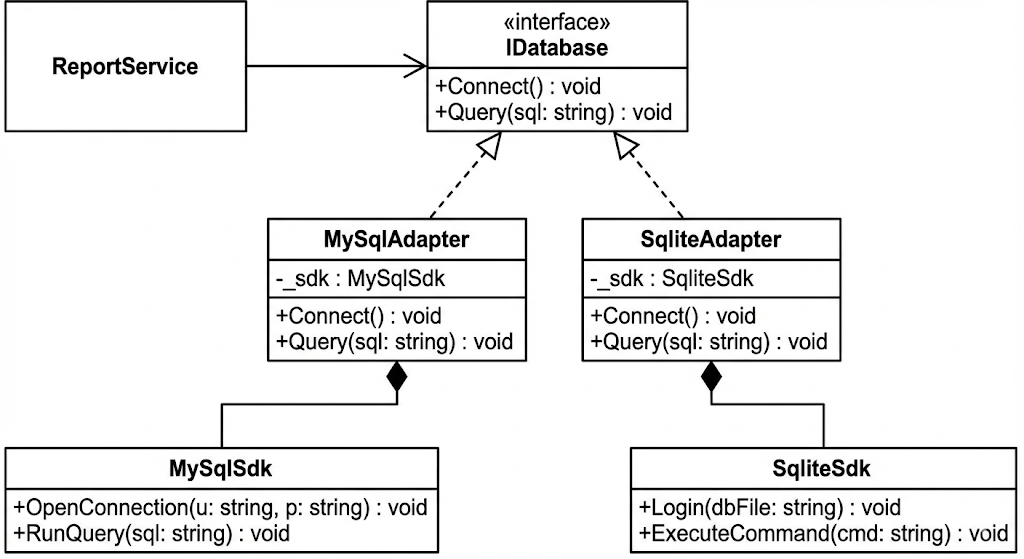 ReportService
«interface»
IDatabase
+Connect() : void
+Query(sql: string) : void
MySqlAdapter
-_sdk : MySqlSdk
+Connect() : void
+Query(sql: string) : void
SqliteAdapter
-_sdk : SqliteSdk
+Connect() : void
+Query(sql: string) : void
MySqlSdk
+OpenConnection(u: string, p: string) : void
+RunQuery(sql: string) : void
SqliteSdk
+Login(dbFile: string) : void
+ExecuteCommand(cmd: string) : void